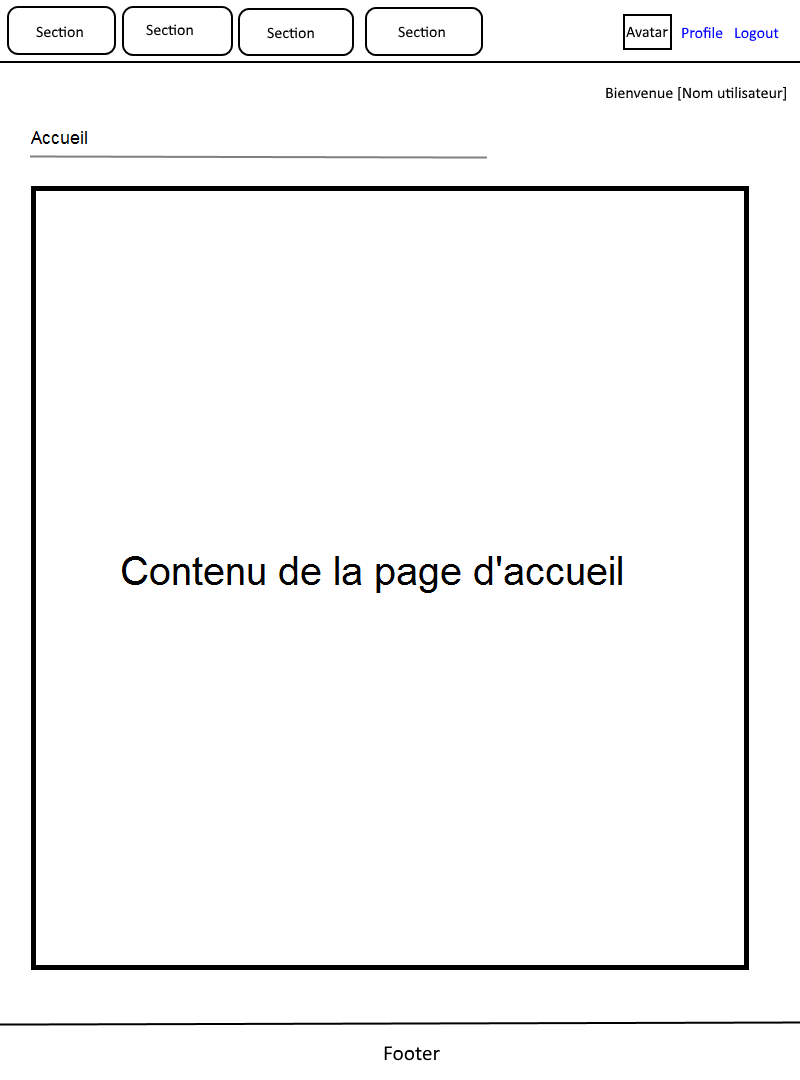 Section Section Section Section Avatar Profile Logout
Bienvenue [Nom utilisateur]
Accueil
Contenu de la page d'accueil
Footer